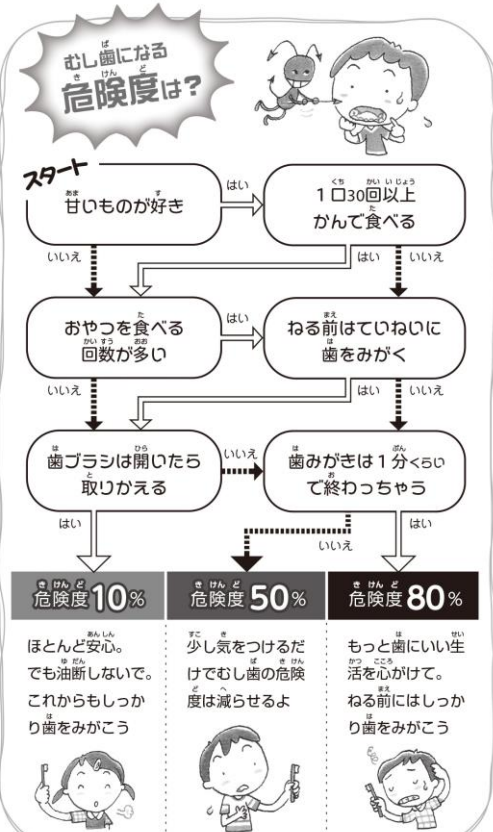 むし歯になる
危険度は？
スタート
甘いものが好き
はい
1口30回以上
かんで食べる
いいえ
はい
いいえ
おやつを食べる
回数が多い
はい
ねる前はていねいに
歯をみがく
いいえ
はい
いいえ
歯ブラシは開いたら
取りかえる
いいえ
歯みがきは1分くらい
で終わっちゃう
はい
いいえ
はい
危険度10%
ほとんど安心。
でも油断しないで。
これからもしっか
り歯をみがこう
危険度50%
少し気をつけるだ
けでむし歯の危険
度は減らせるよ
危険度80%
もっと歯にいい生
活を心がけて。
ねる前にはしっか
り歯をみがこう